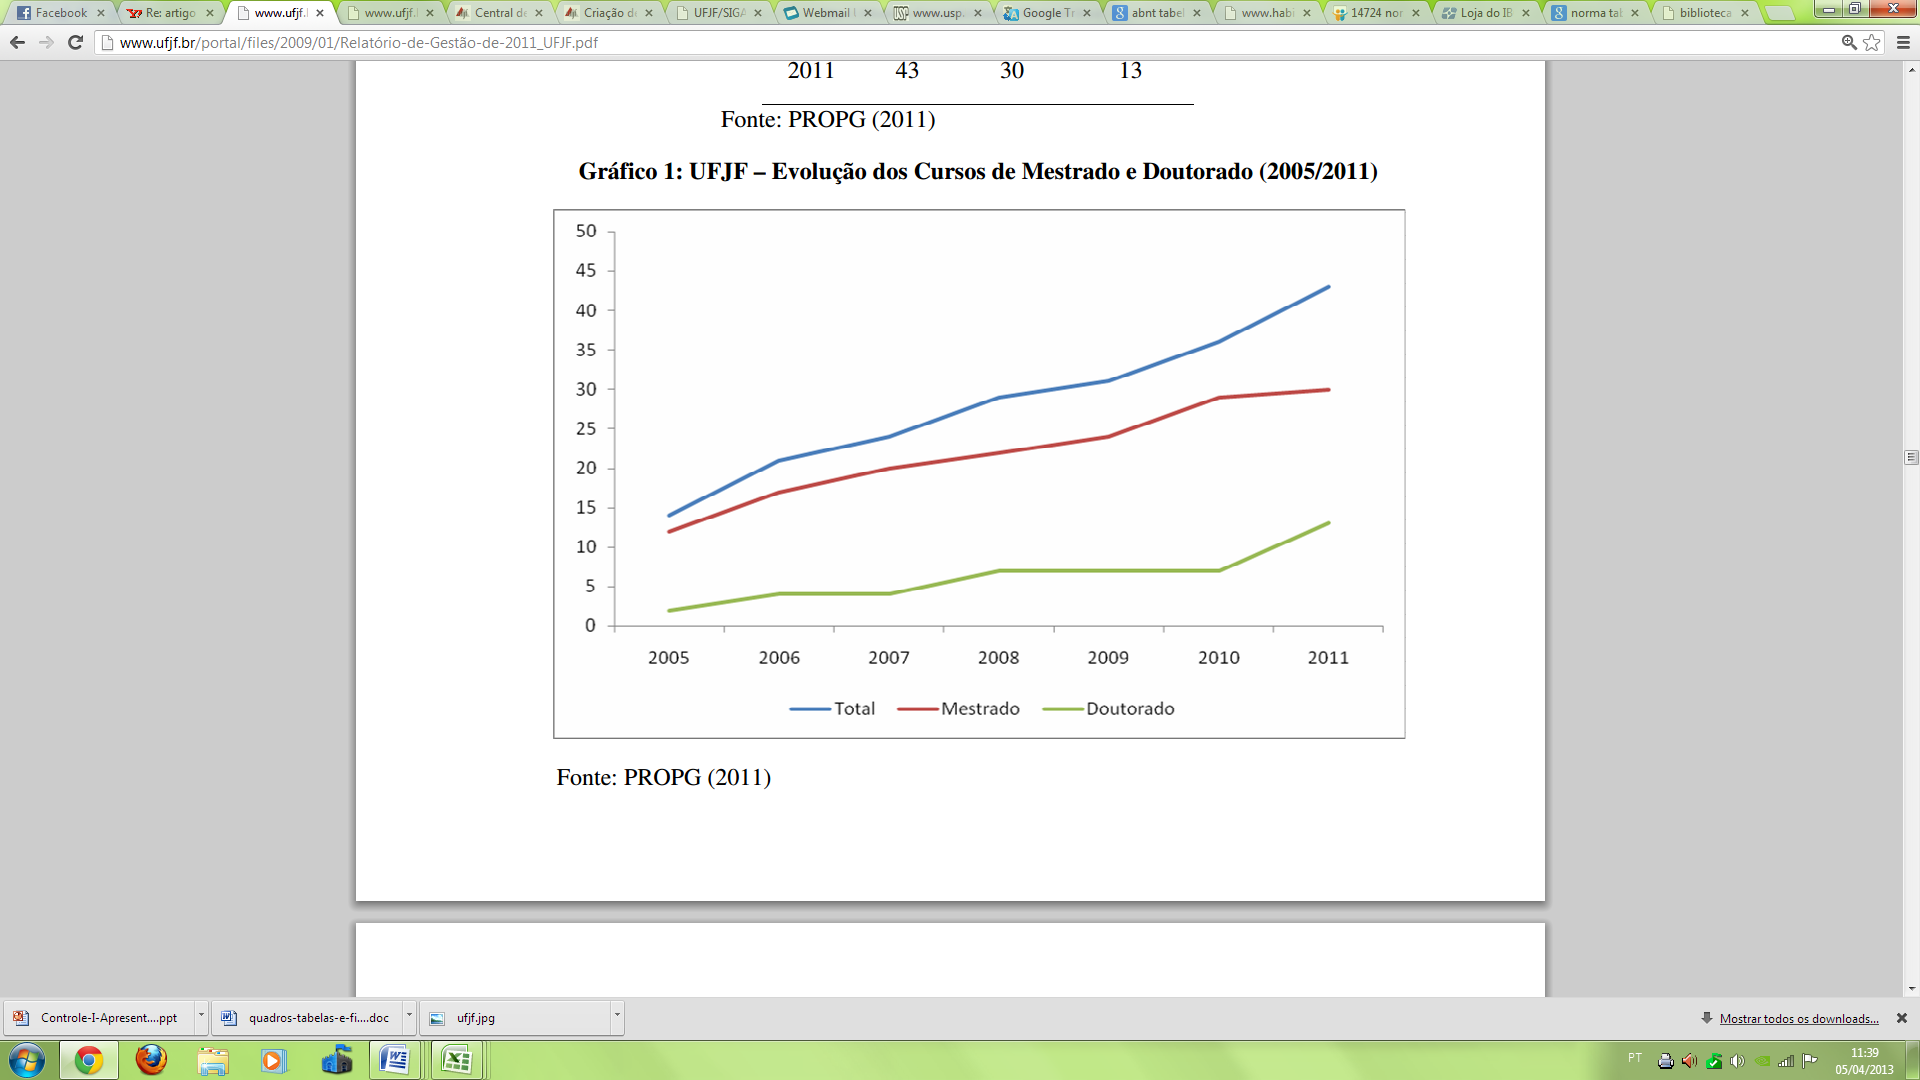 Facebook
Re: artigo
www.ufjf.
www.ufjf.
Central de
Criação de
UFJF/SIGA
Webmail
www.usp.
Google Tr
abnt tabel
www.habi
14724 nor
Loja do IB
norma tal
biblioteca
www.ufjf.br/portal/files/2009/01/Relatório-de-Gestão-de-2011_UFJF.pdf
2011 43 30 13
Fonte: PROPG (2011)
Gráfico 1: UFJF – Evolução dos Cursos de Mestrado e Doutorado (2005/2011)
50
45
40
35
30
25
20
15
10
5
0
2005 2006 2007 2008 2009 2010 2011
Total Mestrado Doutorado
Fonte: PROPG (2011)
Controle-I-Apresent....ppt
quadros-tabelas-e-fi....doc
ufjf.jpg
Mostrar todos os downloads...
PT
11:39
05/04/2013